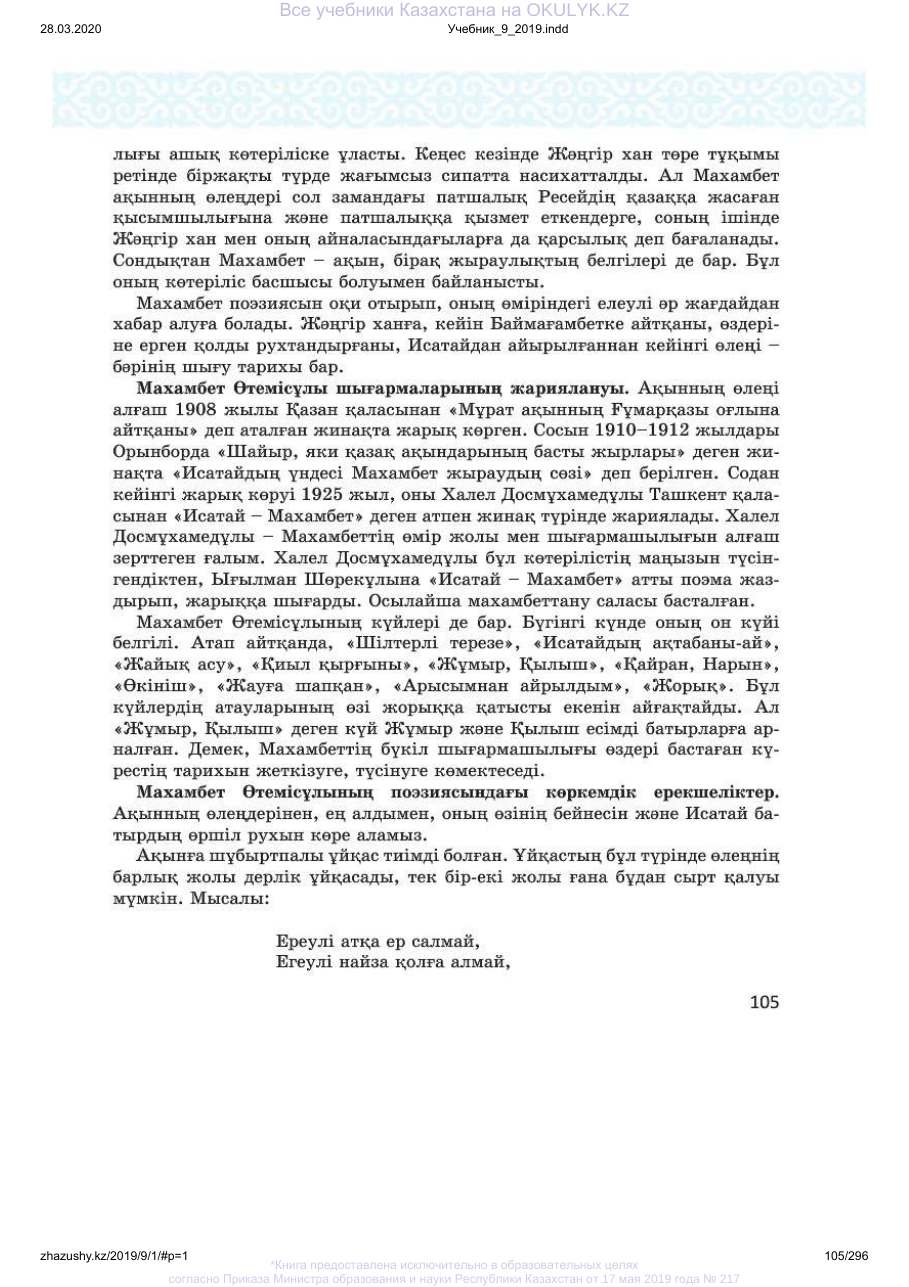 Все учебники Казахстана на OKULYK.KZ
28.03.2020 Учебник_9_2019.indd
лығы ашық көтеріліске ұласты. Кеңес кезінде Жәңгір хан төре тұқымы
ретінде біржақты түрде жағымсыз сипатта насихатталды. Ал Махамбет
ақынның өлеңдері сол замандағы патшалық Ресейдің қазаққа жасаған
қысымшылығына және патшалыққа қызмет еткендерге, соның ішінде
Жәңгір хан мен оның айналасындағыларға да қарсылық деп бағаланады.
Сондықтан Махамбет – ақын, бірақ жыраулықтың белгілері де бар. Бұл
оның көтеріліс басшысы болуымен байланысты.
Махамбет поэзиясын оқи отырып, оның өміріндегі елеулі әр жағдайдан
хабар алуға болады. Жәңгір ханға, кейін Баймағамбетке айтқаны, өздері-
не ерген қолды рухтандырғаны, Исатайдан айырылғаннан кейінгі өлеңі –
бәрінің шығу тарихы бар.
Махамбет Өтемісұлы шығармаларының жариялануы. Ақынның өлеңі
алғаш 1908 жылы Қазан қаласынан «Мұрат ақынның Ғұмарқазы оғлына
айтқаны» деп аталған жинақта жарық көрген. Сосын 1910–1912 жылдары
Орынборда «Шайыр, яки қазақ ақындарының басты жырлары» деген жи-
нақта «Исатайдың үндесі Махамбет жыраудың сөзі» деп берілген. Содан
кейінгі жарық көруі 1925 жыл, оны Халел Досмұхамедұлы Ташкент қала-
сынан «Исатай – Махамбет» деген атпен жинақ түрінде жариялады. Халел
Досмұхамедұлы – Махамбеттің өмір жолы мен шығармашылығын алғаш
зерттеген ғалым. Халел Досмұхамедұлы бұл көтерілістің маңызын түсін-
гендіктен, Ығылман Шөрекұлына «Исатай – Махамбет» атты поэма жаз-
дырып, жарыққа шығарды. Осылайша махамбеттану саласы басталған.
Махамбет Өтемісұлының күйлері де бар. Бүгінгі күнде оның он күйі
белгілі. Атап айтқанда, «Шілтерлі терезе», «Исатайдың ақтабаны-ай»,
«Жайық асу», «Қиыл қырғыны», «Жұмыр, Қылыш», «Қайран, Нарын»,
«Өкініш», «Жауға шапқан», «Арысымнан айрылдым», «Жорық». Бұл
күйлердің атауларының өзі жорыққа қатысты екенін айғақтайды. Ал
«Жұмыр, Қылыш» деген күй Жұмыр және Қылыш есімді батырларға ар-
налған. Демек, Махамбеттің бүкіл шығармашылығы өздері бастаған кү-
рестің тарихын жеткізуге, түсінуге көмектеседі.
Махамбет Өтемісұлының поэзиясындағы көркемдік ерекшеліктер.
Ақынның өлеңдерінен, ең алдымен, оның өзінің бейнесін және Исатай ба-
тырдың өршіл рухын көре аламыз.
Ақынға шұбыртпалы ұйқас тиімді болған. Ұйқастың бұл түрінде өлеңнің
барлық жолы дерлік ұйқасады, тек бір-екі жолы ғана бұдан сырт қалуы
мүмкін. Мысалы:
Ереулі атқа ер салмай,
Егеулі найза қолға алмай,
105
zhazushy.kz/2019/9/1/#p=1 105/296
*Книга предоставлена исключительно в образовательных целях
согласно Приказа Министра образования и науки Республики Казахстан от 17 мая 2019 года № 217